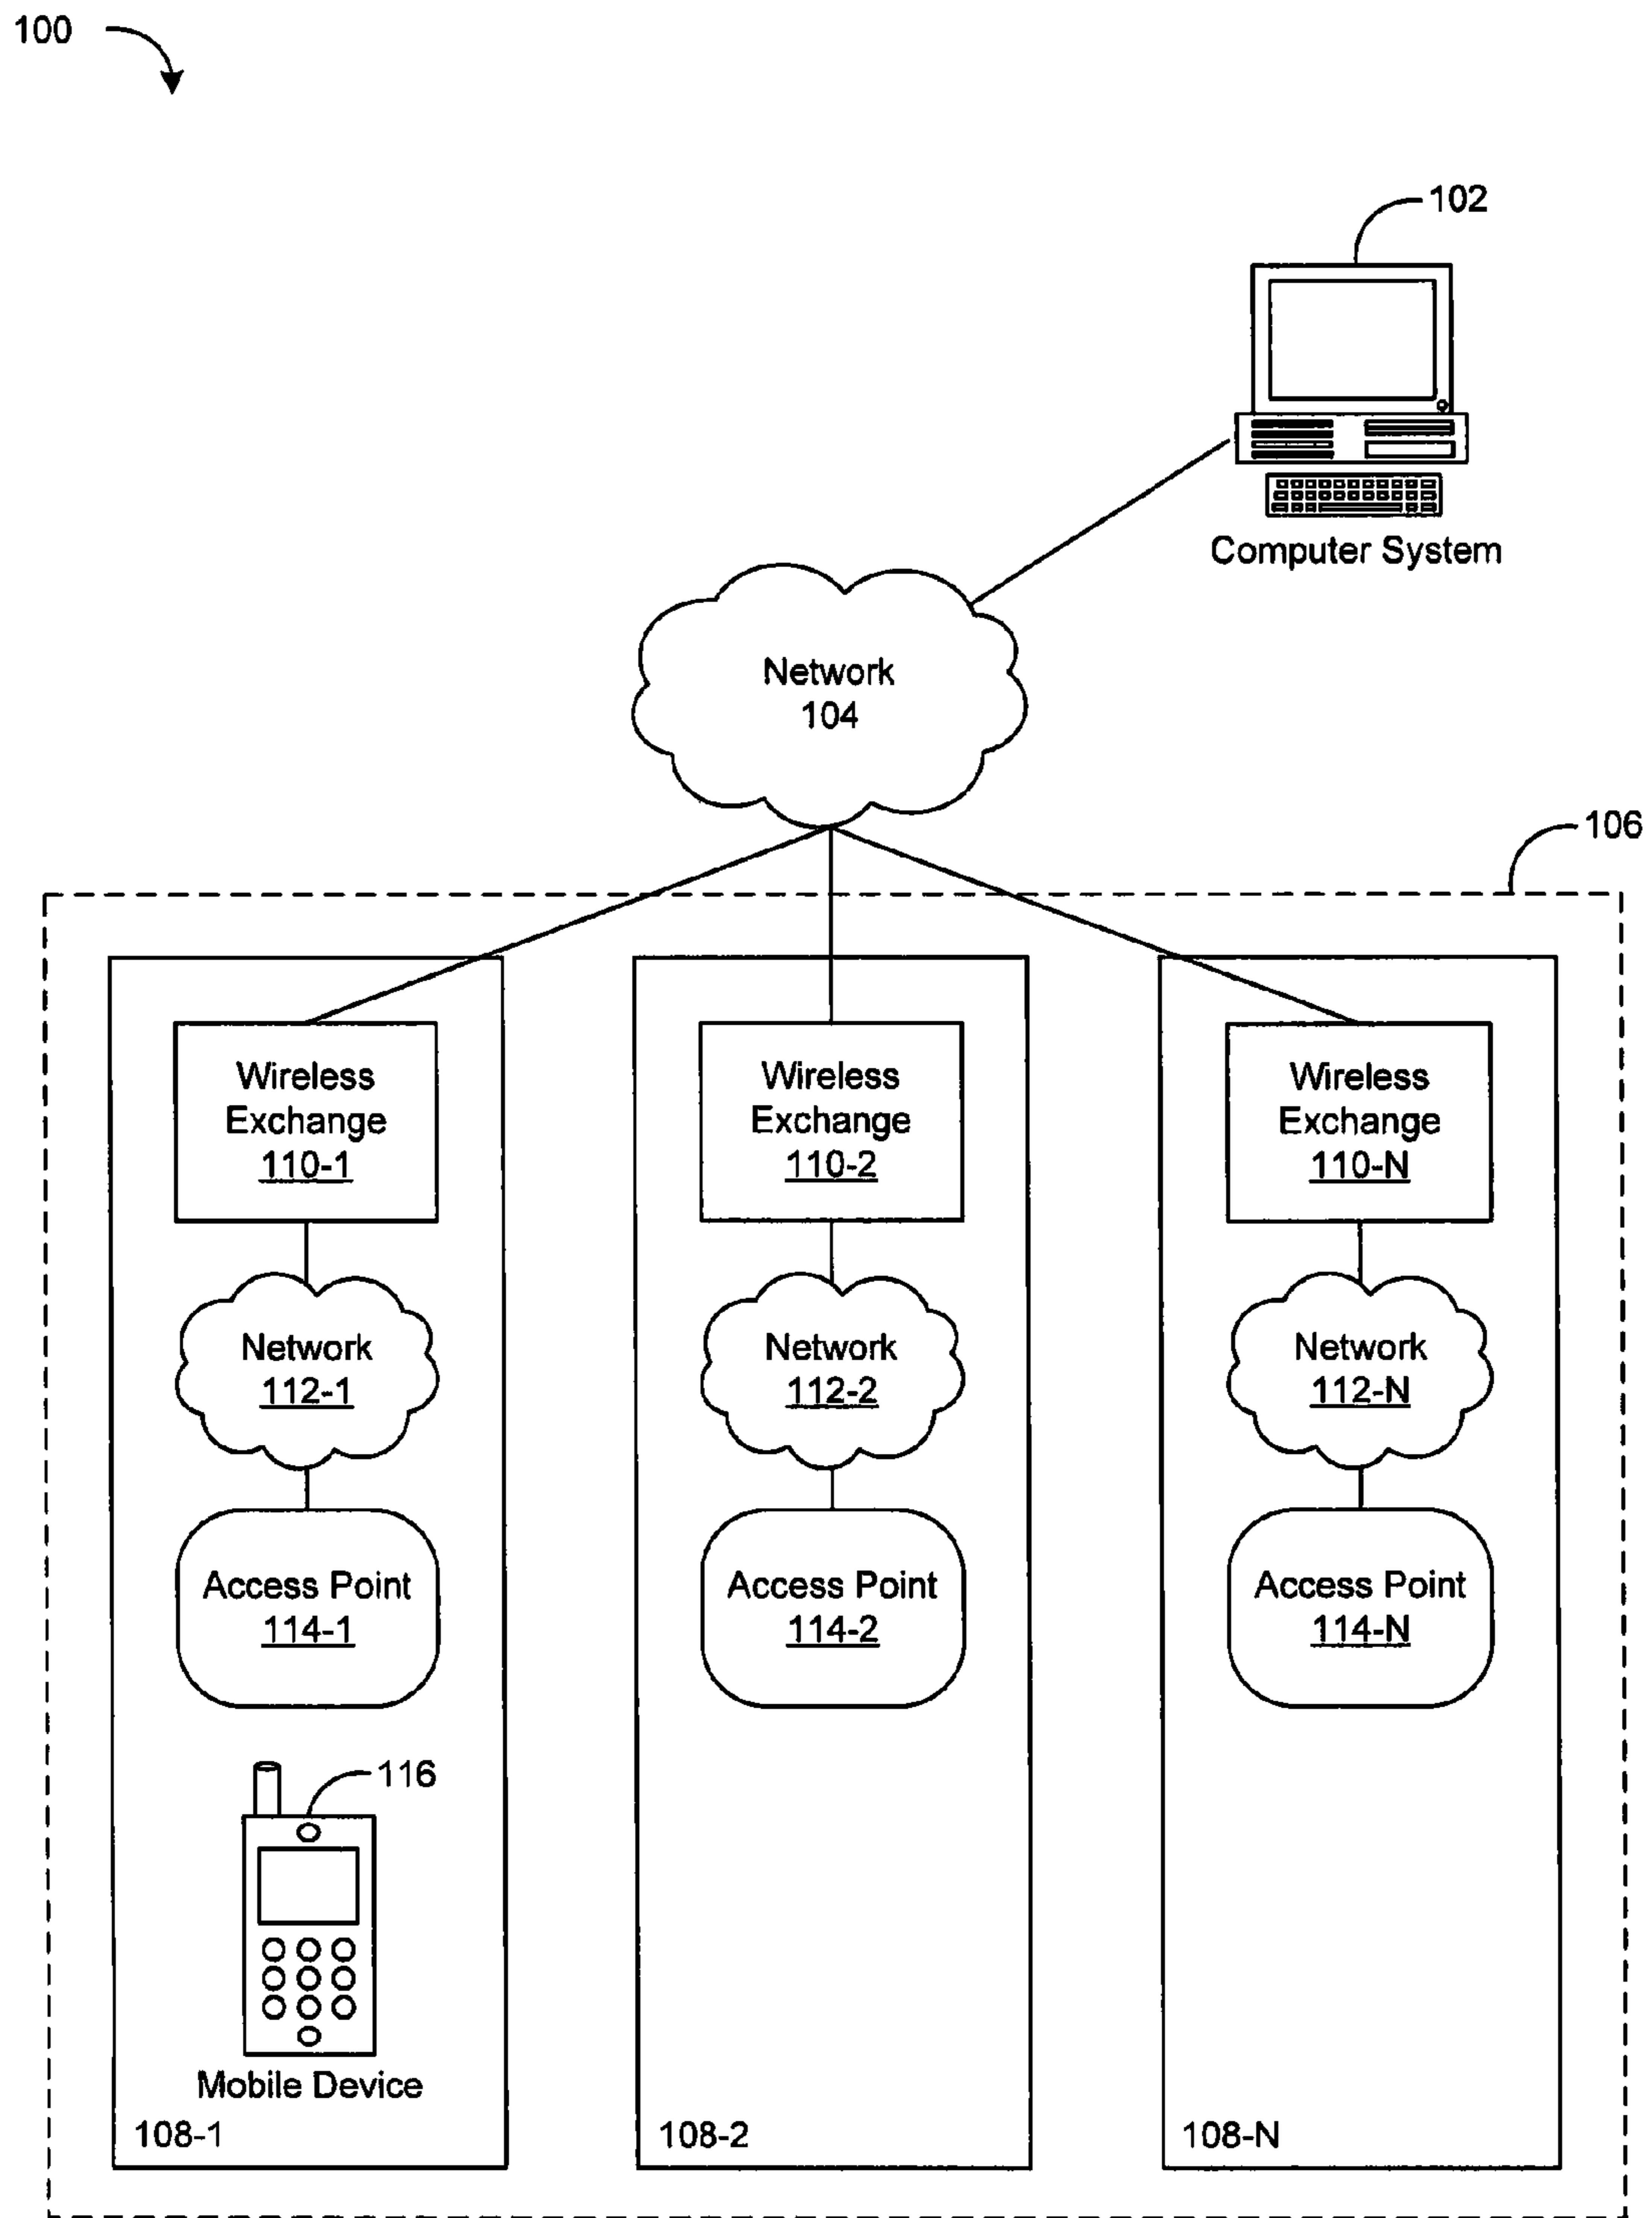 100
102
Computer System
Network
104
106
Wireless
Exchange
110-1
Wireless
Exchange
110-2
Wireless
Exchange
110-N
Network
112-1
Network
112-2
Network
112-N
Access Point
114-1
Access Point
114-2
Access Point
114-N
116
Mobile Device
108-1
108-2
108-N